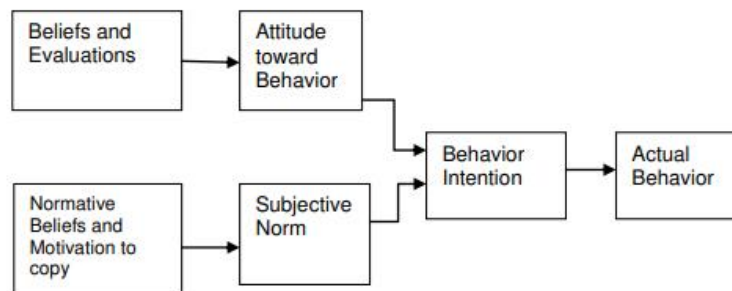 Beliefs and
Evaluations
Attitude
toward
Behavior
Normative
Beliefs and
Motivation to
copy
Subjective
Norm
Behavior
Intention
Actual
Behavior